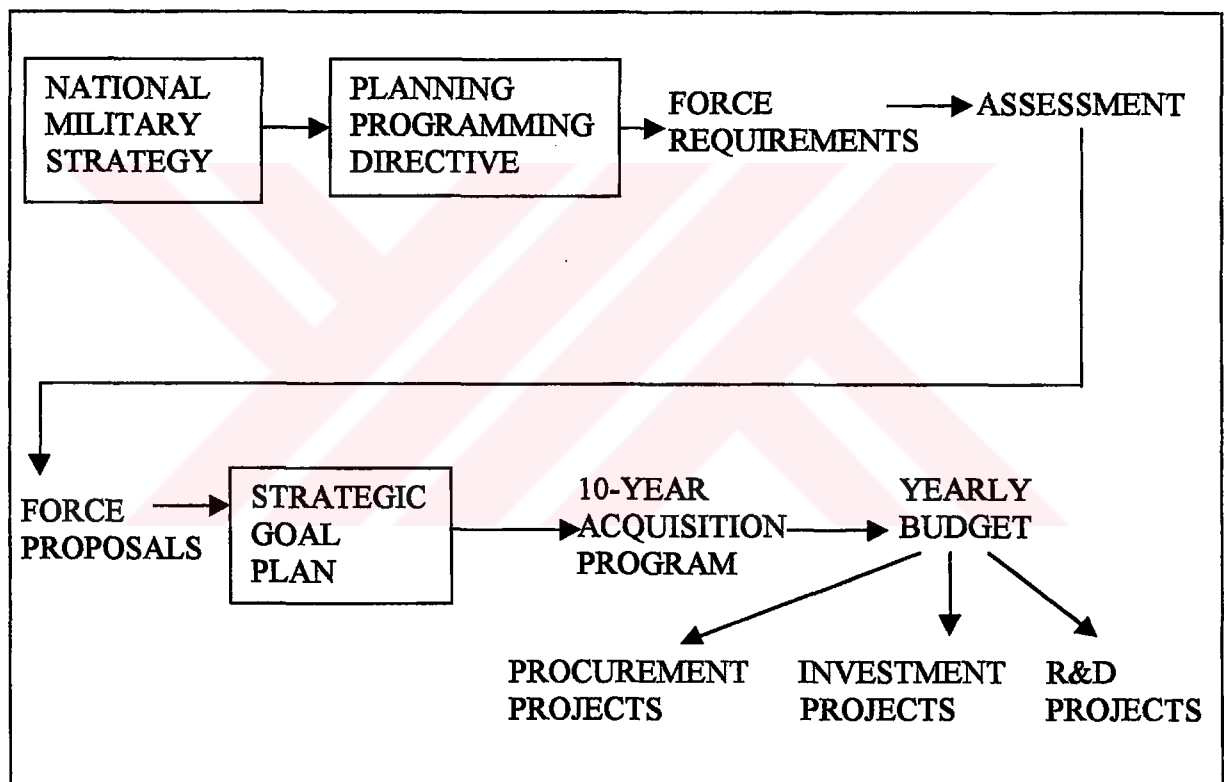 NATIONAL
MILITARY
STRATEGY
PLANNING
PROGRAMMING
DIRECTIVE
FORCE
REQUIREMENTS
ASSESSMENT
FORCE
PROPOSALS
STRATEGIC
GOAL
PLAN
10-YEAR
ACQUISITION
PROGRAM
YEARLY
BUDGET
PROCUREMENT
PROJECTS
INVESTMENT
PROJECTS
R&D
PROJECTS